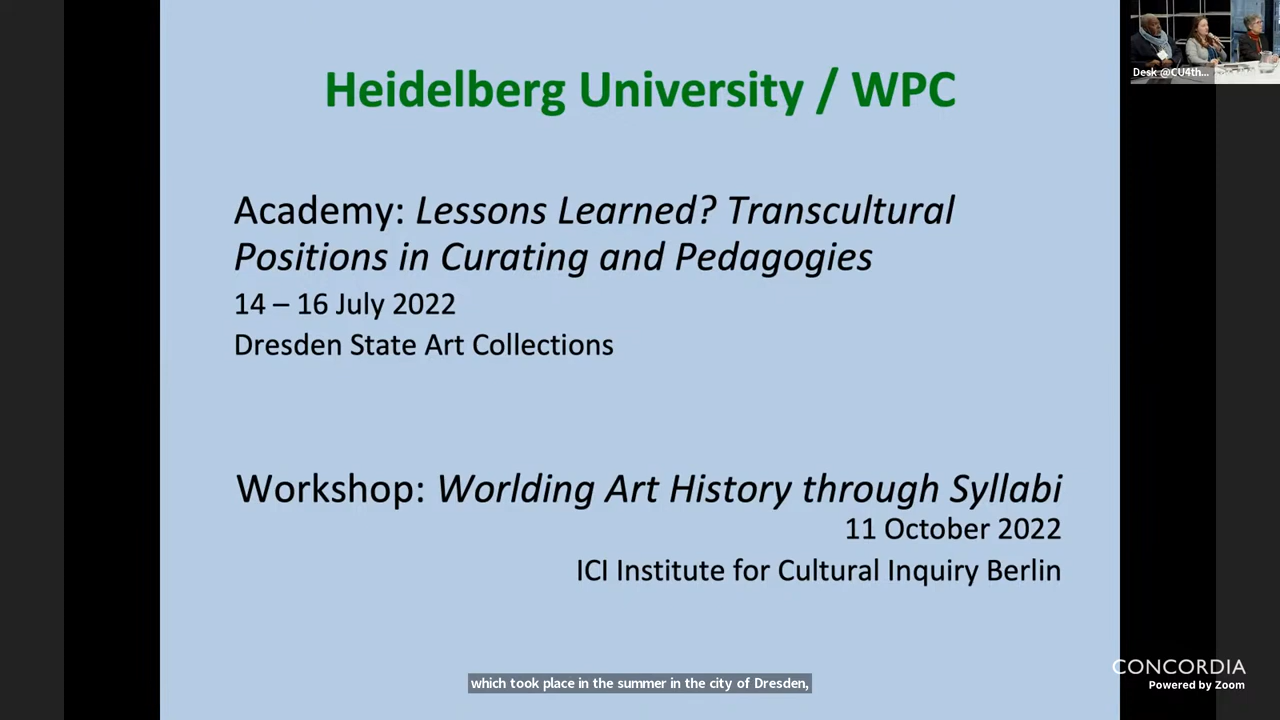 Heidelberg University / WPC
Desk @CU4th...
Academy: Lessons Learned? Transcultural
Positions in Curating and Pedagogies
14 – 16 July 2022
Dresden State Art Collections
Workshop: Worlding Art History through Syllabi
11 October 2022
ICI Institute for Cultural Inquiry Berlin
which took place in the summer in the city of Dresden,
CONCORDIA
Powered by Zoom